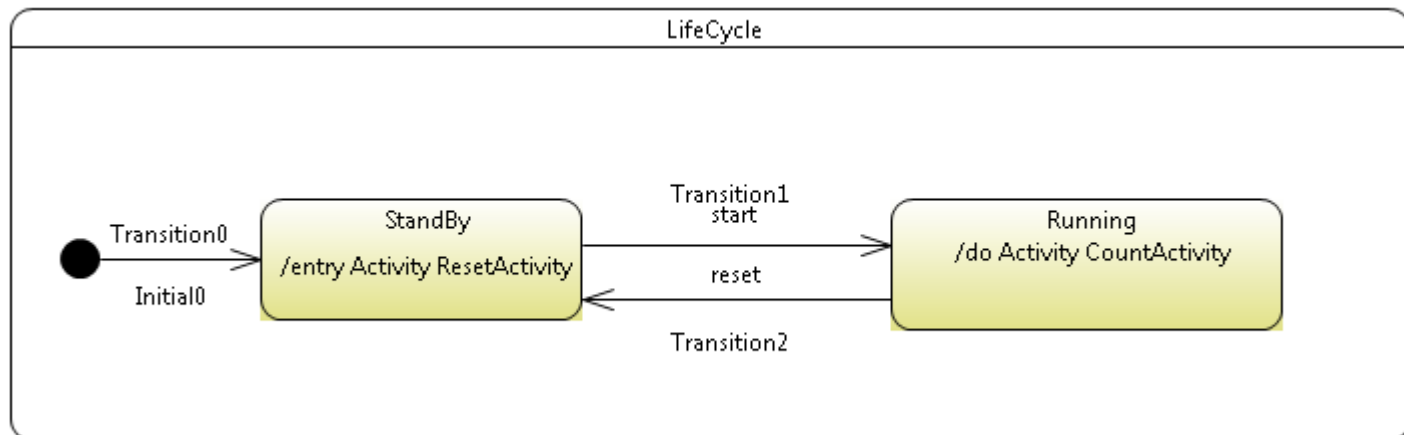 LifeCycle
Transition0
Initial0
StandBy
/entry Activity ResetActivity
Transition1
start
reset
Transition2
Running
/do Activity CountActivity